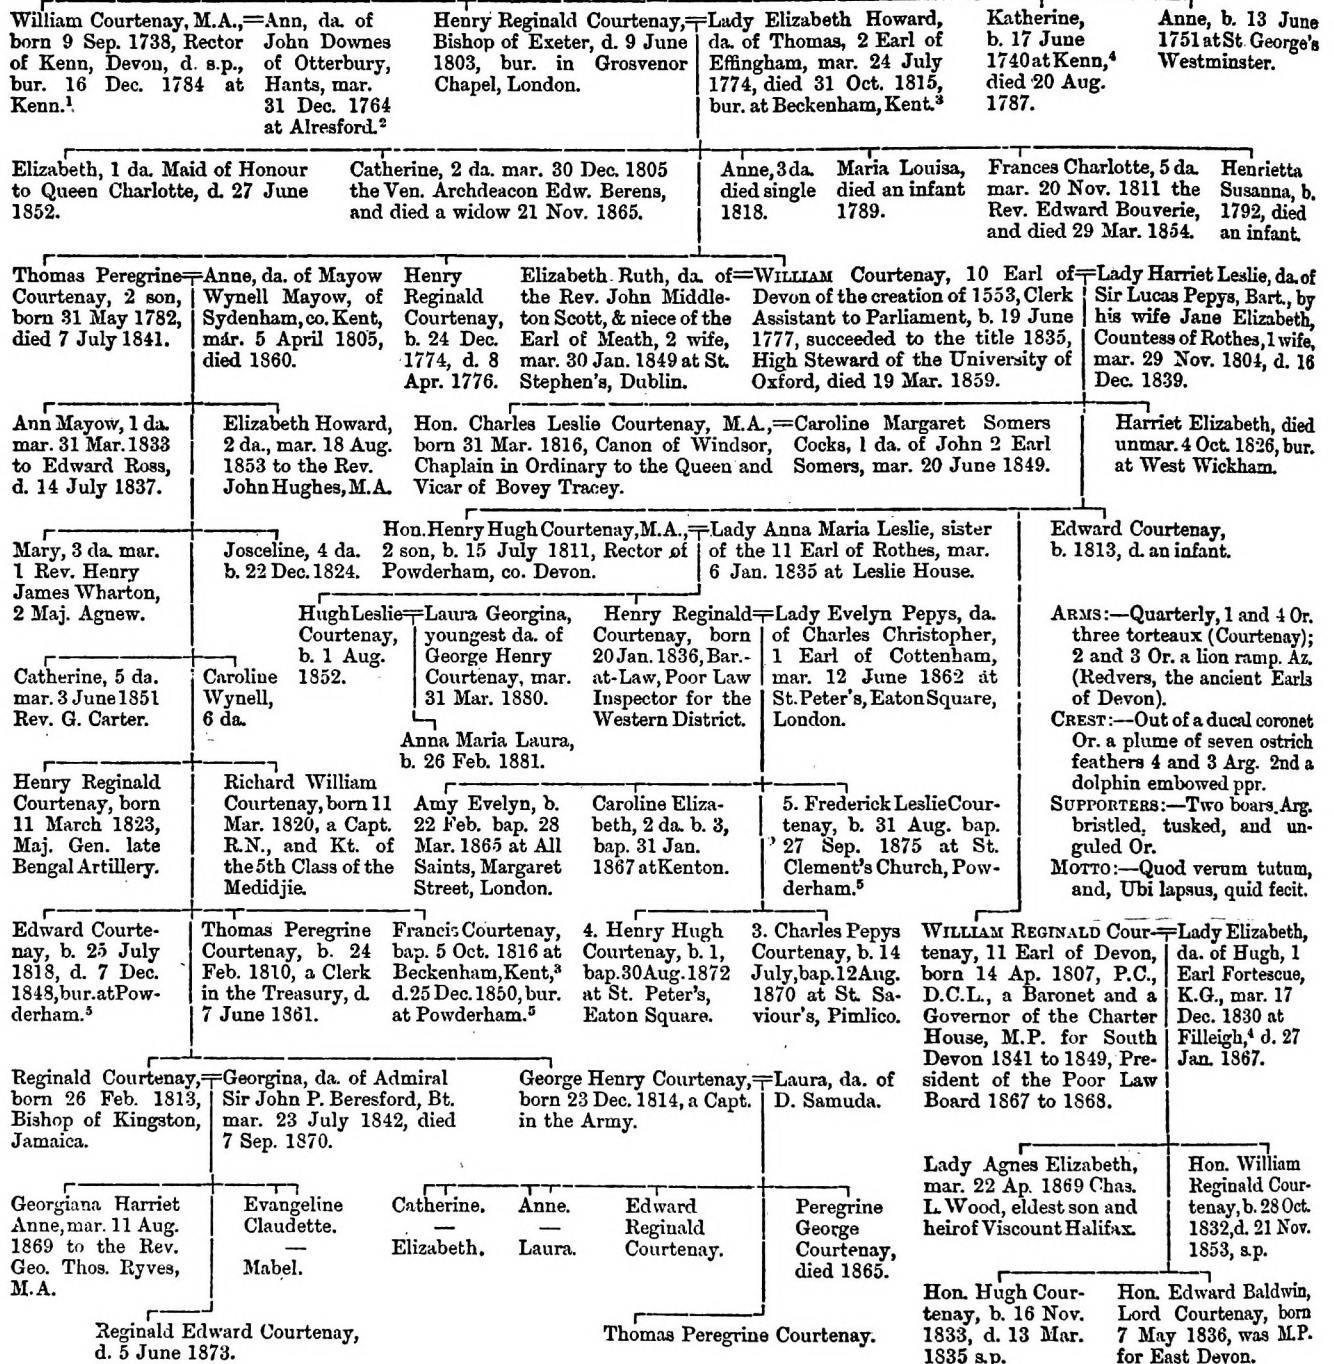 William Courtenay, M.A.,
born 9 Sep. 1738, Rector
of Kenn, Devon, d. s.p.,
bur. 16 Dec. 1784 at
Kenn.¹
=Ann, da. of
John Downes
of Otterbury,
Hants, mar.
31 Dec. 1764
at Alresford.²
Henry Reginald Courtenay,
Bishop of Exeter, d. 9 June
1803, bur. in Grosvenor
Chapel, London.
=Lady Elizabeth Howard,
da. of Thomas, 2 Earl of
Effingham, mar. 24 July
1774, died 31 Oct. 1815,
bur. at Beckenham, Kent.³
Katherine,
b. 17 June
1740 at Kenn,⁴
died 20 Aug.
1787.
Anne, b. 13 June
1751 at St. George's
Westminster.
Elizabeth, 1 da. Maid of Honour
to Queen Charlotte, d. 27 June
1852.
Catherine, 2 da. mar. 30 Dec. 1805
the Ven. Archdeacon Edw. Berens,
and died a widow 21 Nov. 1865.
Anne, 3 da.
died single
1818.
Maria Louisa,
died an infant
1789.
Frances Charlotte, 5 da.
mar. 20 Nov. 1811 the
Rev. Edward Bouverie,
and died 29 Mar. 1854.
Henrietta
Susanna, b.
1792, died
an infant.
Thomas Peregrine
Courtenay, 2 son,
born 31 May 1782,
died 7 July 1841.
=Anne, da. of Mayow
Wynell Mayow, of
Sydenham, co. Kent,
mar. 5 April 1805,
died 1860.
Henry
Reginald
Courtenay,
b. 24 Dec.
1774, d. 8
Apr. 1776.
Elizabeth Ruth, da. of
the Rev. John Middle-
ton Scott, & niece of the
Earl of Meath, 2 wife,
mar. 30 Jan. 1849 at St.
Stephen's, Dublin.
=WILLIAM Courtenay, 10 Earl of
Devon of the creation of 1553, Clerk
Assistant to Parliament, b. 19 June
1777, succeeded to the title 1835,
High Steward of the University of
Oxford, died 19 Mar. 1859.
=Lady Harriet Leslie, da. of
Sir Lucas Pepys, Bart., by
his wife Jane Elizabeth,
Countess of Rothes, 1 wife,
mar. 29 Nov. 1804, d. 16
Dec. 1839.
Ann Mayow, 1 da.
mar. 31 Mar. 1833
to Edward Ross,
d. 14 July 1837.
Elizabeth Howard,
2 da., mar. 18 Aug.
1853 to the Rev.
John Hughes, M.A.
Hon. Charles Leslie Courtenay, M.A.,
born 31 Mar. 1816, Canon of Windsor,
Chaplain in Ordinary to the Queen and
Vicar of Bovey Tracey.
=Caroline Margaret Somers
Cocks, 1 da. of John 2 Earl
Somers, mar. 20 June 1849.
Harriet Elizabeth, died
unmar. 4 Oct. 1826, bur.
at West Wickham.
Mary, 3 da. mar.
1 Rev. Henry
James Wharton,
2 Maj. Agnew.
Josceline, 4 da.
b. 22 Dec. 1824.
Hon. Henry Hugh Courtenay, M.A.,
2 son, b. 15 July 1811, Rector of
Powderham, co. Devon.
=Lady Anna Maria Leslie, sister
of the 11 Earl of Rothes, mar.
6 Jan. 1835 at Leslie House.
Edward Courtenay,
b. 1813, d. an infant.
Catherine, 5 da.
mar. 3 June 1851
Rev. G. Carter.
Caroline
Wynell,
6 da.
Hugh Leslie
Courtenay,
b. 1 Aug.
1852.
=Laura Georgina,
youngest da. of
George Henry
Courtenay, mar.
31 Mar. 1880.
Anna Maria Laura,
b. 26 Feb. 1881.
Henry Reginald
Courtenay, born
20 Jan. 1836, Bar.-
at-Law, Poor Law
Inspector for the
Western District.
=Lady Evelyn Pepys, da.
of Charles Christopher,
1 Earl of Cottenham,
mar. 12 June 1862 at
St. Peter's, Eaton Square,
London.
ARMS:—Quarterly, 1 and 4 Or.
three torteaux (Courtenay);
2 and 3 Or. a lion ramp. Az.
(Redvers, the ancient Earls
of Devon).
CREST:—Out of a ducal coronet
Or. a plume of seven ostrich
feathers 4 and 3 Arg. 2nd a
dolphin embowed ppr.
SUPPORTERS:—Two boars Arg.
bristled, tusked, and un-
guled Or.
MOTTO:—Quod verum tutum,
and, Ubi lapsus, quid feci.
Henry Reginald
Courtenay, born
11 March 1823,
Maj. Gen. late
Bengal Artillery.
Richard William
Courtenay, born 11
Mar. 1820, a Capt.
R.N., and Kt. of
the 5th Class of the
Medidjie.
Amy Evelyn, b.
22 Feb. bap. 28
Mar. 1865 at All
Saints, Margaret
Street, London.
Caroline Eliza-
beth, 2 da. b. 3,
bap. 31 Jan.
1867 at Kenton.
5. Frederick Leslie Cour-
tenay, b. 31 Aug. bap.
27 Sep. 1875 at St.
Clement's Church, Pow-
derham.⁵
Edward Courte-
nay, b. 25 July
1818, d. 7 Dec.
1848, bur. at Pow-
derham.⁵
Thomas Peregrine
Courtenay, b. 24
Feb. 1810, a Clerk
in the Treasury, d.
7 June 1861.
Francis Courtenay,
bap. 5 Oct. 1816 at
Beckenham, Kent,³
d. 25 Dec. 1850, bur.
at Powderham.⁵
4. Henry Hugh
Courtenay, b. 1,
bap. 30 Aug. 1872
at St. Peter's,
Eaton Square.
3. Charles Pepys
Courtenay, b. 14
July, bap. 12 Aug.
1870 at St. Sa-
viour's, Pimlico.
WILLIAM REGINALD Cour-
tenay, 11 Earl of Devon,
born 14 Ap. 1807, P.C.,
D.C.L., a Baronet and a
Governor of the Charter
House, M.P. for South
Devon 1841 to 1849, Pre-
sident of the Poor Law
Board 1867 to 1868.
=Lady Elizabeth,
da. of Hugh, 1
Earl Fortescue,
K.G., mar. 17
Dec. 1830 at
Filleigh,⁴ d. 27
Jan. 1867.
Reginald Courtenay,
born 26 Feb. 1813,
Bishop of Kingston,
Jamaica.
=Georgina, da. of Admiral
Sir John P. Beresford, Bt.
mar. 23 July 1842, died
7 Sep. 1870.
George Henry Courtenay,
born 23 Dec. 1814, a Capt.
in the Army.
=Laura, da. of
D. Samuda.
Lady Agnes Elizabeth,
mar. 22 Ap. 1869 Chas.
L. Wood, eldest son and
heir of Viscount Halifax.
Hon. William
Reginald Cour-
tenay, b. 28 Oct.
1832, d. 21 Nov.
1853, s.p.
Georgiana Harriet
Anne, mar. 11 Aug.
1869 to the Rev.
Geo. Thos. Ryves,
M.A.
Evangeline
Claudette.
—
Mabel.
Catherine.
—
Elizabeth.
Anne.
—
Laura.
Edward
Reginald
Courtenay.
Peregrine
George
Courtenay,
died 1865.
Hon. Hugh Cour-
tenay, b. 16 Nov.
1833, d. 13 Mar.
1835 s.p.
Hon. Edward Baldwin,
Lord Courtenay, born
7 May 1836, was M.P.
for East Devon.
Reginald Edward Courtenay,
d. 5 June 1873.
Thomas Peregrine Courtenay.